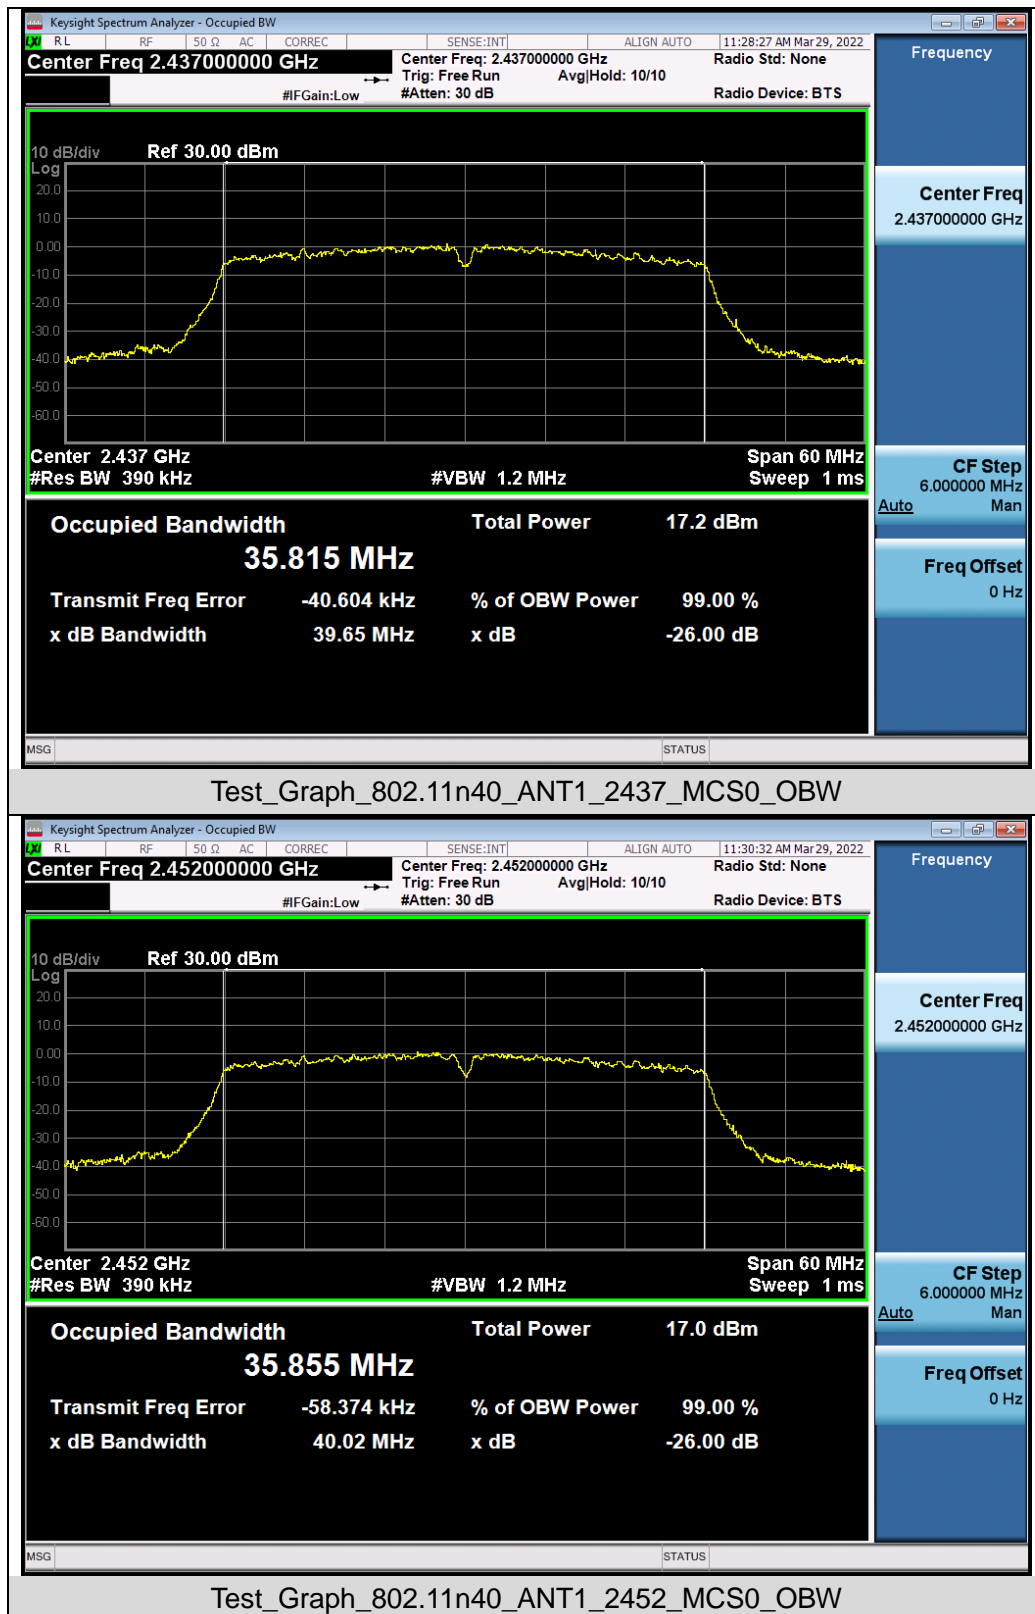 Keysight Spectrum Analyzer - Occupied BW
LXI RL RF 50 Ω AC CORREC SENSE:INT ALIGN AUTO 11:28:27 AM Mar 29, 2022
Center Freq 2.437000000 GHz
Center Freq: 2.437000000 GHz
Radio Std: None
Trig: Free Run Avg|Hold: 10/10
#IFGain:Low
#Atten: 30 dB
Radio Device: BTS
Frequency
10 dB/div Ref 30.00 dBm
Log
20.0
10.0
0.00
-10.0
-20.0
-30.0
-40.0
-50.0
-60.0
Center Freq
2.437000000 GHz
Center 2.437 GHz Span 60 MHz
#Res BW 390 kHz #VBW 1.2 MHz Sweep 1 ms
CF Step
6.000000 MHz
Auto Man
Freq Offset
0 Hz
Occupied Bandwidth Total Power 17.2 dBm
35.815 MHz
Transmit Freq Error -40.604 kHz % of OBW Power 99.00 %
x dB Bandwidth 39.65 MHz x dB -26.00 dB
MSG STATUS
Test_Graph_802.11n40_ANT1_2437_MCS0_OBW
Keysight Spectrum Analyzer - Occupied BW
LXI RL RF 50 Ω AC CORREC SENSE:INT ALIGN AUTO 11:30:32 AM Mar 29, 2022
Center Freq 2.452000000 GHz
Center Freq: 2.452000000 GHz
Radio Std: None
Trig: Free Run Avg|Hold: 10/10
#IFGain:Low
#Atten: 30 dB
Radio Device: BTS
Frequency
10 dB/div Ref 30.00 dBm
Log
20.0
10.0
0.00
-10.0
-20.0
-30.0
-40.0
-50.0
-60.0
Center Freq
2.452000000 GHz
Center 2.452 GHz Span 60 MHz
#Res BW 390 kHz #VBW 1.2 MHz Sweep 1 ms
CF Step
6.000000 MHz
Auto Man
Freq Offset
0 Hz
Occupied Bandwidth Total Power 17.0 dBm
35.855 MHz
Transmit Freq Error -58.374 kHz % of OBW Power 99.00 %
x dB Bandwidth 40.02 MHz x dB -26.00 dB
MSG STATUS
Test_Graph_802.11n40_ANT1_2452_MCS0_OBW